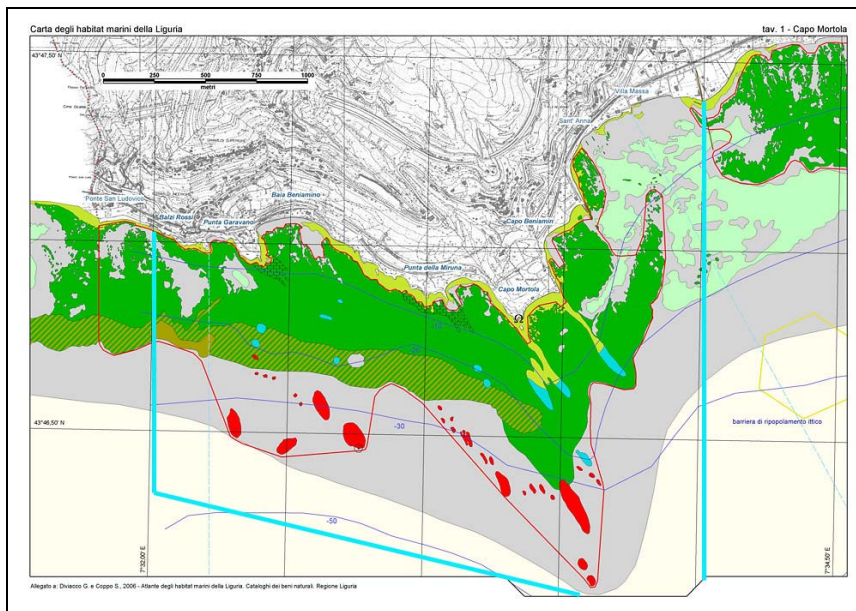 Carta degli habitat marini della Liguria
tav. 1 - Capo Mortola
43°47,50' N
250 0 250 500 750 1000
metri
Villa Massa
Sant' Anna
Ponte San Ludovico
Balzi Rossi
Punta Garavano
Baia Beniamino
Capo Beniamin
Punta della Miruna
Capo Mortola
-10
43°46,50' N
-30
barriera di ripopolamento ittico
-50
7°32,00' E
7°34,50' E
Allegato a: Diviacco G. e Coppo S., 2006 - Atlante degli habitat marini della Liguria. Cataloghi dei beni naturali. Regione Liguria